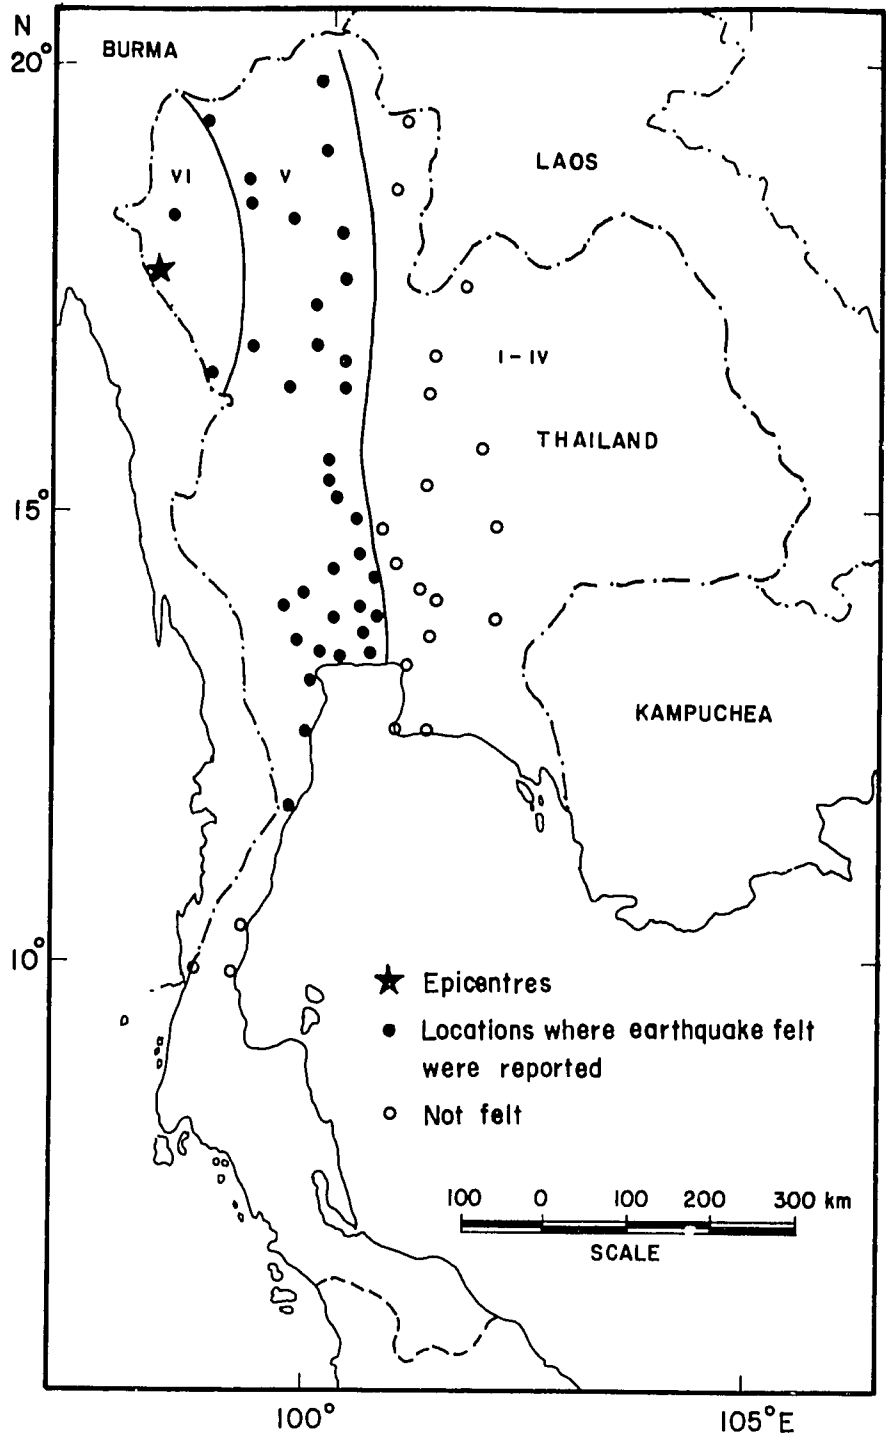 N
20°
BURMA
LAOS
VI
V
I-IV
THAILAND
15°
KAMPUCHEA
10°
Epicentres
Locations where earthquake felt
were reported
Not felt
100 0 100 200 300 km
SCALE
100° 105°E